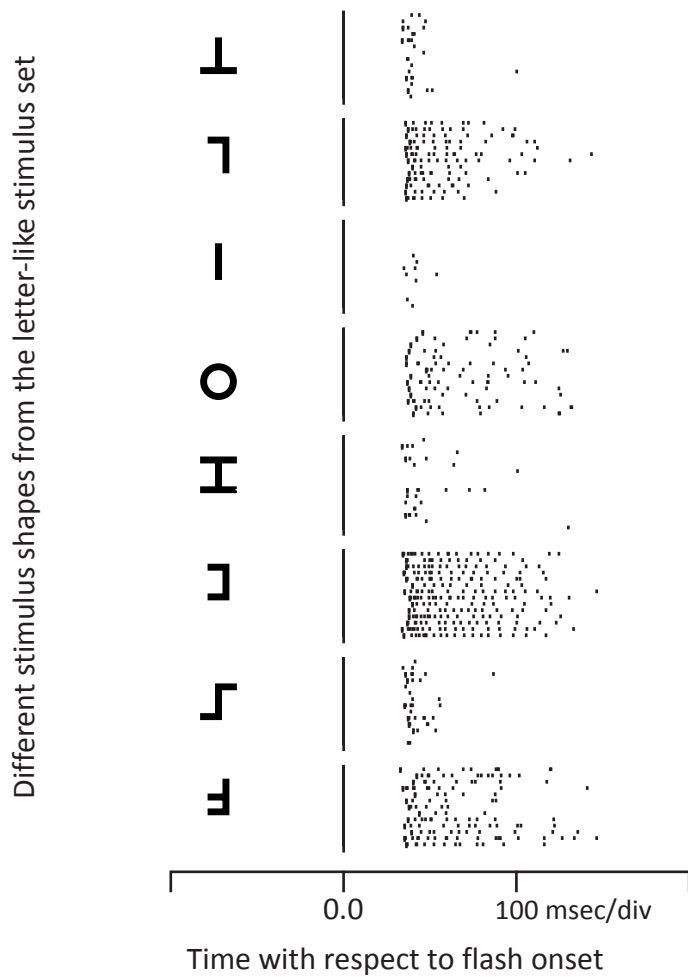 Different stimulus shapes from the letter-like stimulus set
0.0
100 msec/div
Time with respect to flash onset